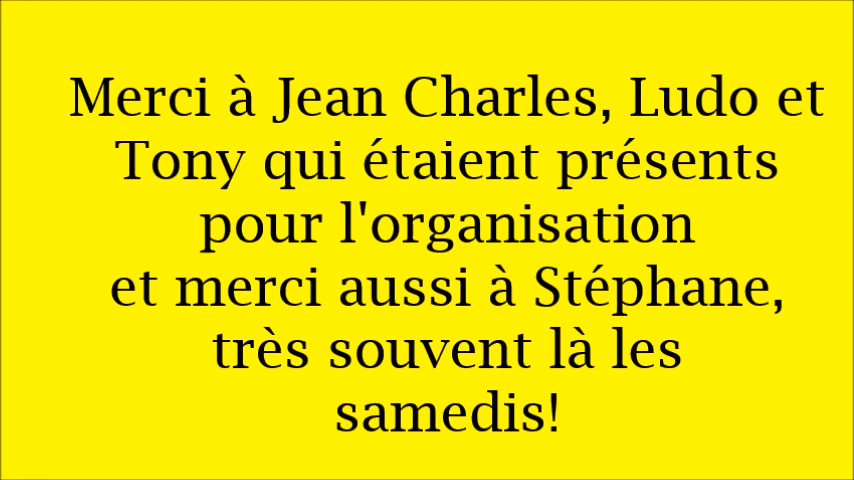 Merci à Jean Charles, Ludo et
Tony qui étaient présents
pour l'organisation
et merci aussi à Stéphane,
très souvent là les
samedis!